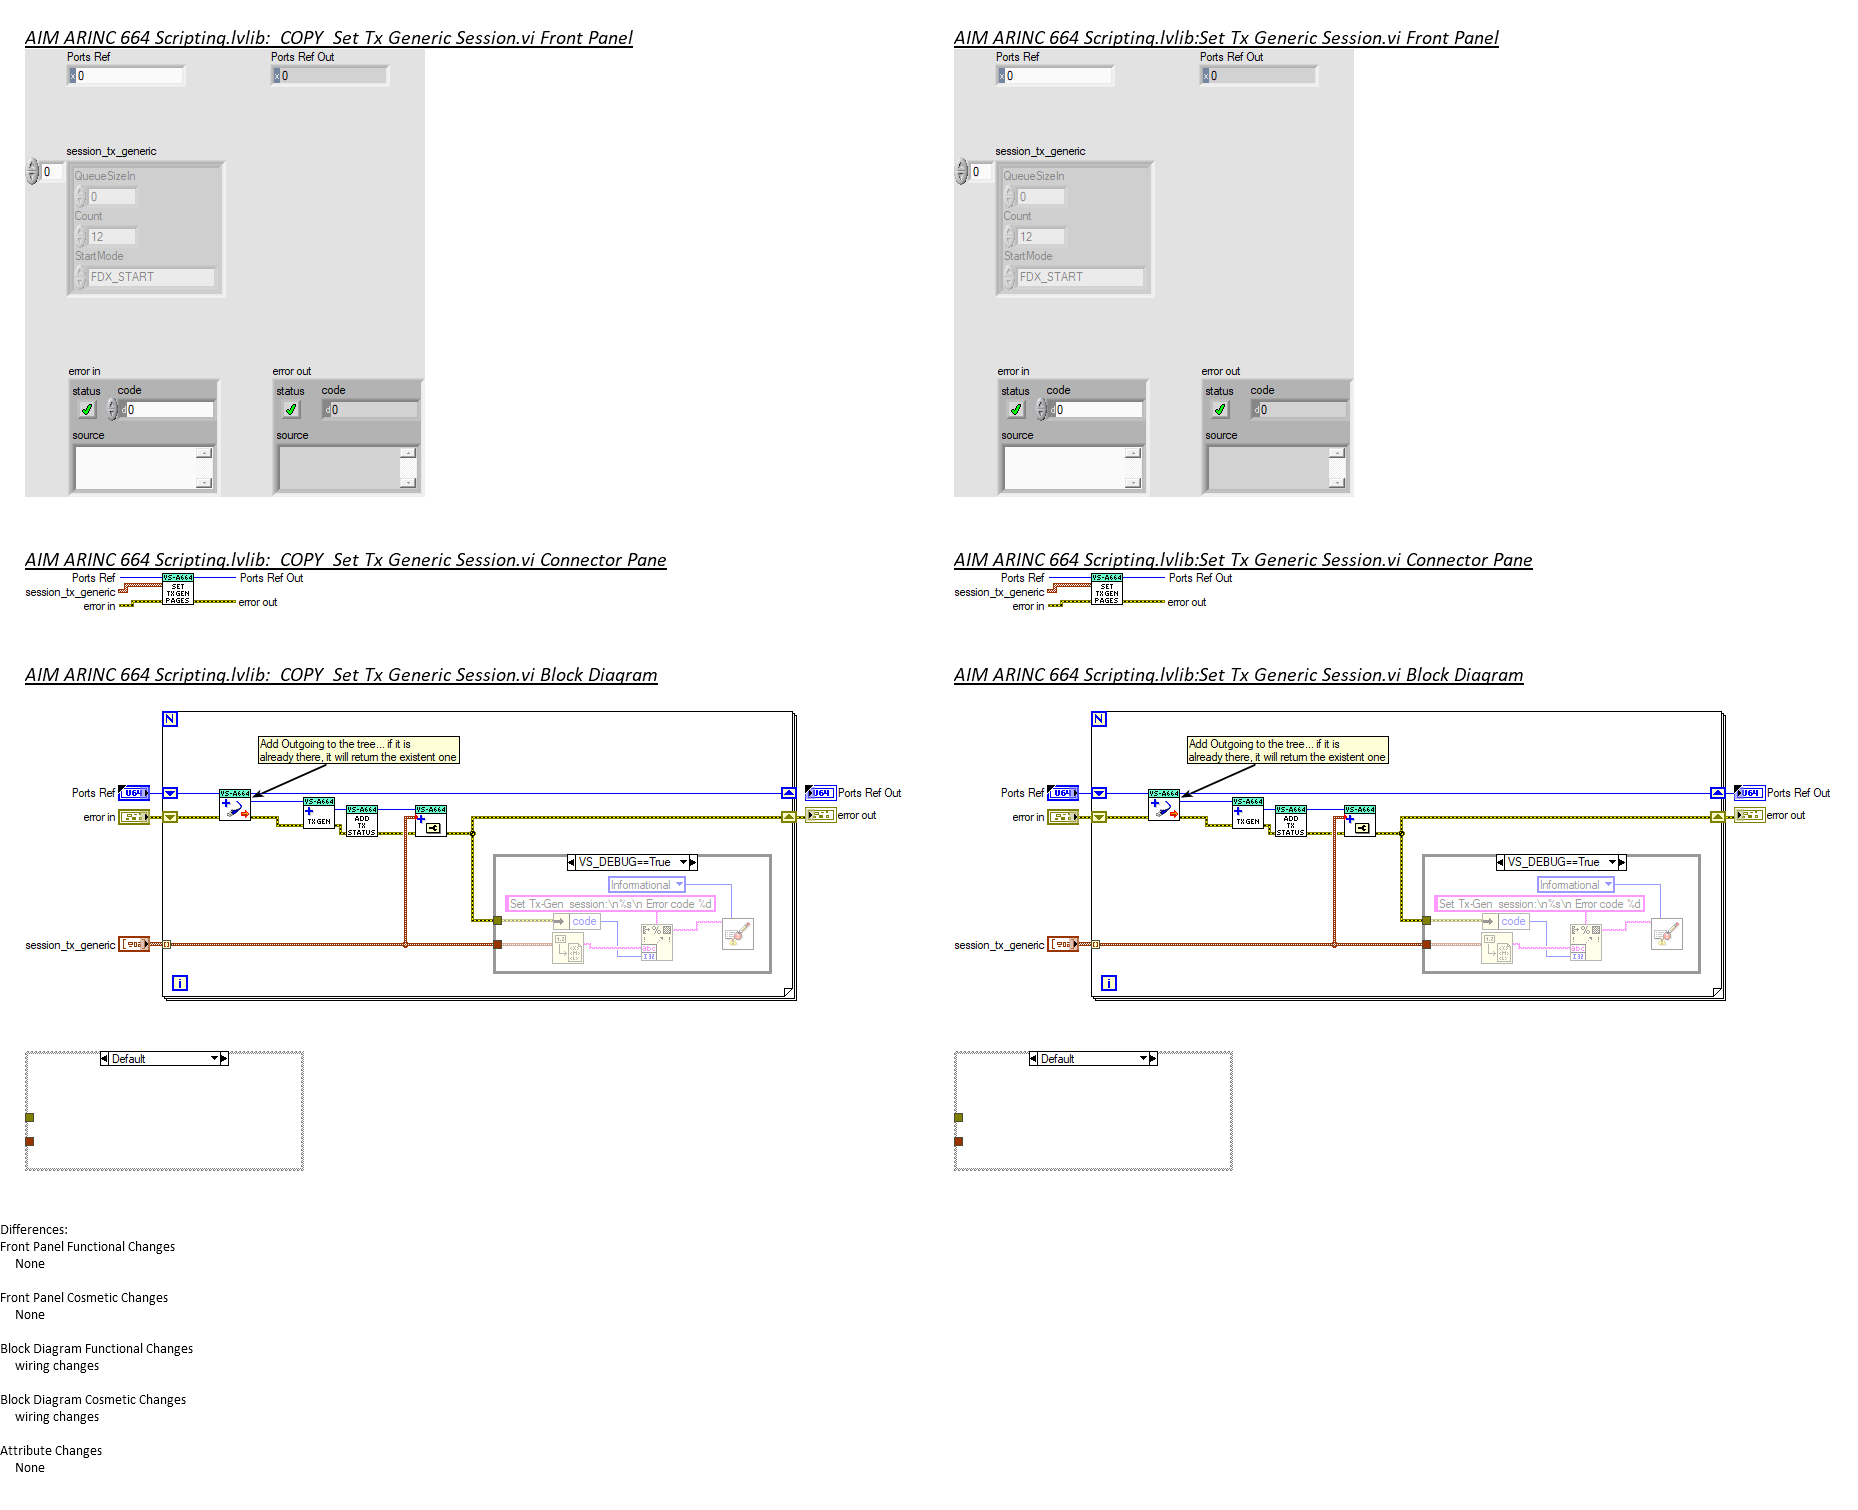 AIM ARINC 664 Scripting.lvlib:  COPY  Set Tx Generic Session.vi Front Panel
Ports Ref
Ports Ref Out
x 0
x 0
session_tx_generic
0
QueueSizeIn
0
Count
12
StartMode
FDX_START
error in
error out
status code
status code
d 0
d 0
source
source
AIM ARINC 664 Scripting.lvlib:  COPY  Set Tx Generic Session.vi Connector Pane
Ports Ref
VS-A664
Ports Ref Out
session_tx_generic
SET
TX GEN
PAGES
error in
error out
AIM ARINC 664 Scripting.lvlib:  COPY  Set Tx Generic Session.vi Block Diagram
N
Add Outgoing to the tree... if it is
already there, it will return the existent one
Ports Ref
U64
VS-A664
VS-A664
TX GEN
VS-A664
ADD
TX
STATUS
VS-A664
U64
Ports Ref Out
error in
error out
VS_DEBUG==True
Informational
Set Tx-Gen  session:\n%s\n Error code %d
code
abc
I32
session_tx_generic
i
Default
AIM ARINC 664 Scripting.lvlib:Set Tx Generic Session.vi Front Panel
Ports Ref
Ports Ref Out
x 0
x 0
session_tx_generic
0
QueueSizeIn
0
Count
12
StartMode
FDX_START
error in
error out
status code
status code
d 0
d 0
source
source
AIM ARINC 664 Scripting.lvlib:Set Tx Generic Session.vi Connector Pane
Ports Ref
VS-A664
Ports Ref Out
session_tx_generic
SET
TX GEN
PAGES
error in
error out
AIM ARINC 664 Scripting.lvlib:Set Tx Generic Session.vi Block Diagram
N
Add Outgoing to the tree... if it is
already there, it will return the existent one
Ports Ref
U64
VS-A664
VS-A664
TX GEN
VS-A664
ADD
TX
STATUS
VS-A664
U64
Ports Ref Out
error in
error out
VS_DEBUG==True
Informational
Set Tx-Gen  session:\n%s\n Error code %d
code
abc
I32
session_tx_generic
i
Default
Differences:
Front Panel Functional Changes
None
Front Panel Cosmetic Changes
None
Block Diagram Functional Changes
wiring changes
Block Diagram Cosmetic Changes
wiring changes
Attribute Changes
None